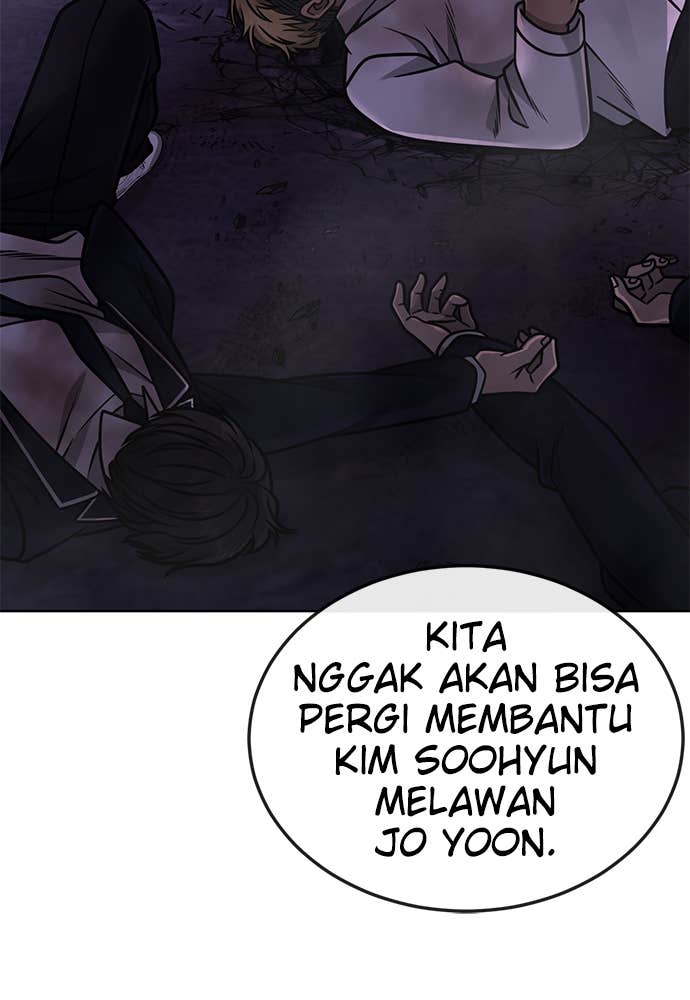 KITA
NGGAK AKAN BISA
PERGI MEMBANTU
KIM SOOHYUN
MELAWAN
JO YOON.